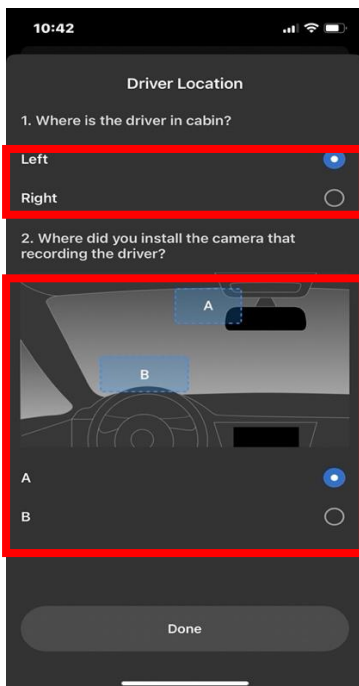 10:42
Driver Location
1. Where is the driver in cabin?
Left
Right
2. Where did you install the camera that
recording the driver?
A
B
A
B
Done